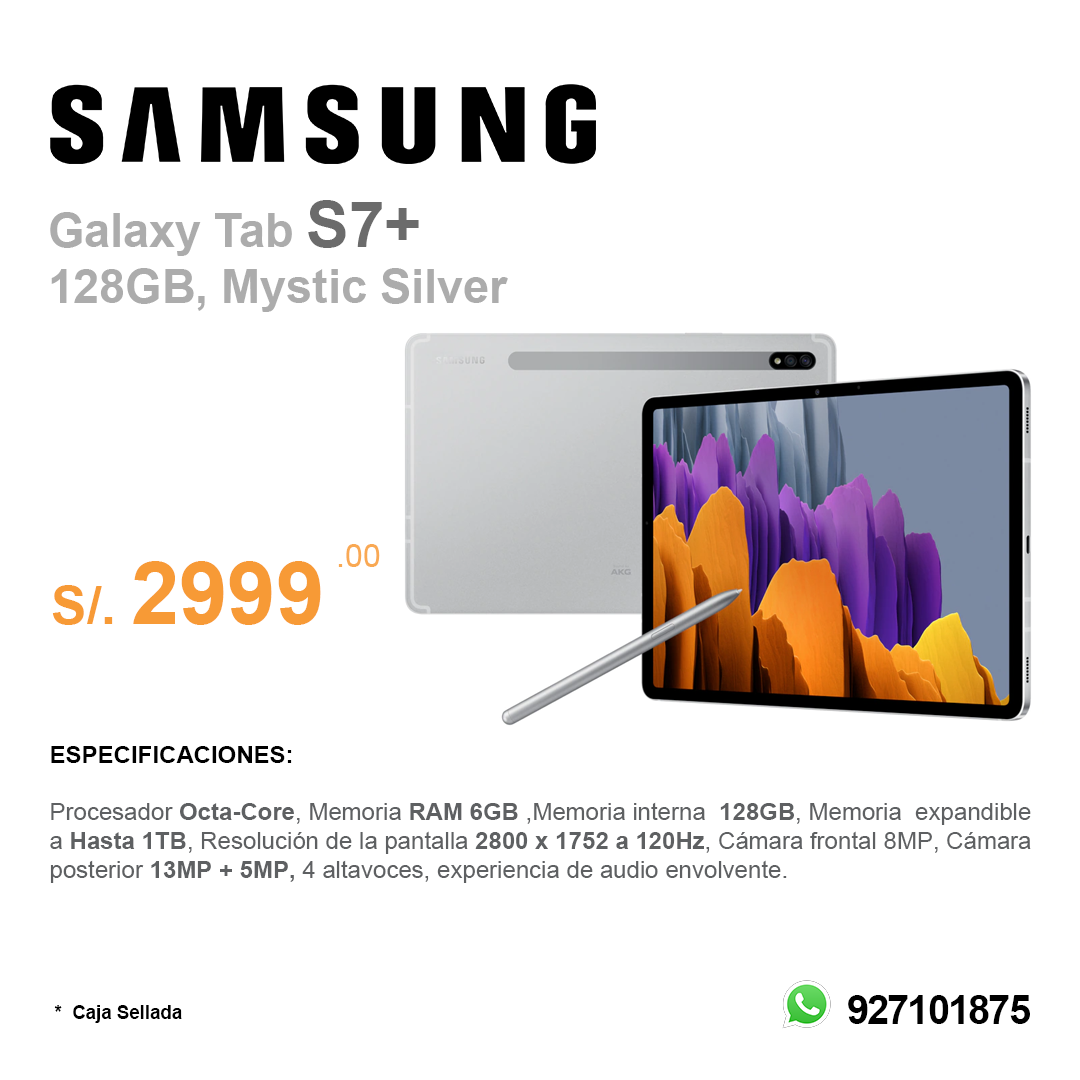 SAMSUNG
Galaxy Tab S7+
128GB, Mystic Silver
SAMSUNG
AKG
S/. 2999 .00
ESPECIFICACIONES:
Procesador Octa-Core, Memoria RAM 6GB ,Memoria interna 128GB, Memoria expandible
a Hasta 1TB, Resolución de la pantalla 2800 x 1752 a 120Hz, Cámara frontal 8MP, Cámara
posterior 13MP + 5MP, 4 altavoces, experiencia de audio envolvente.
* Caja Sellada
927101875